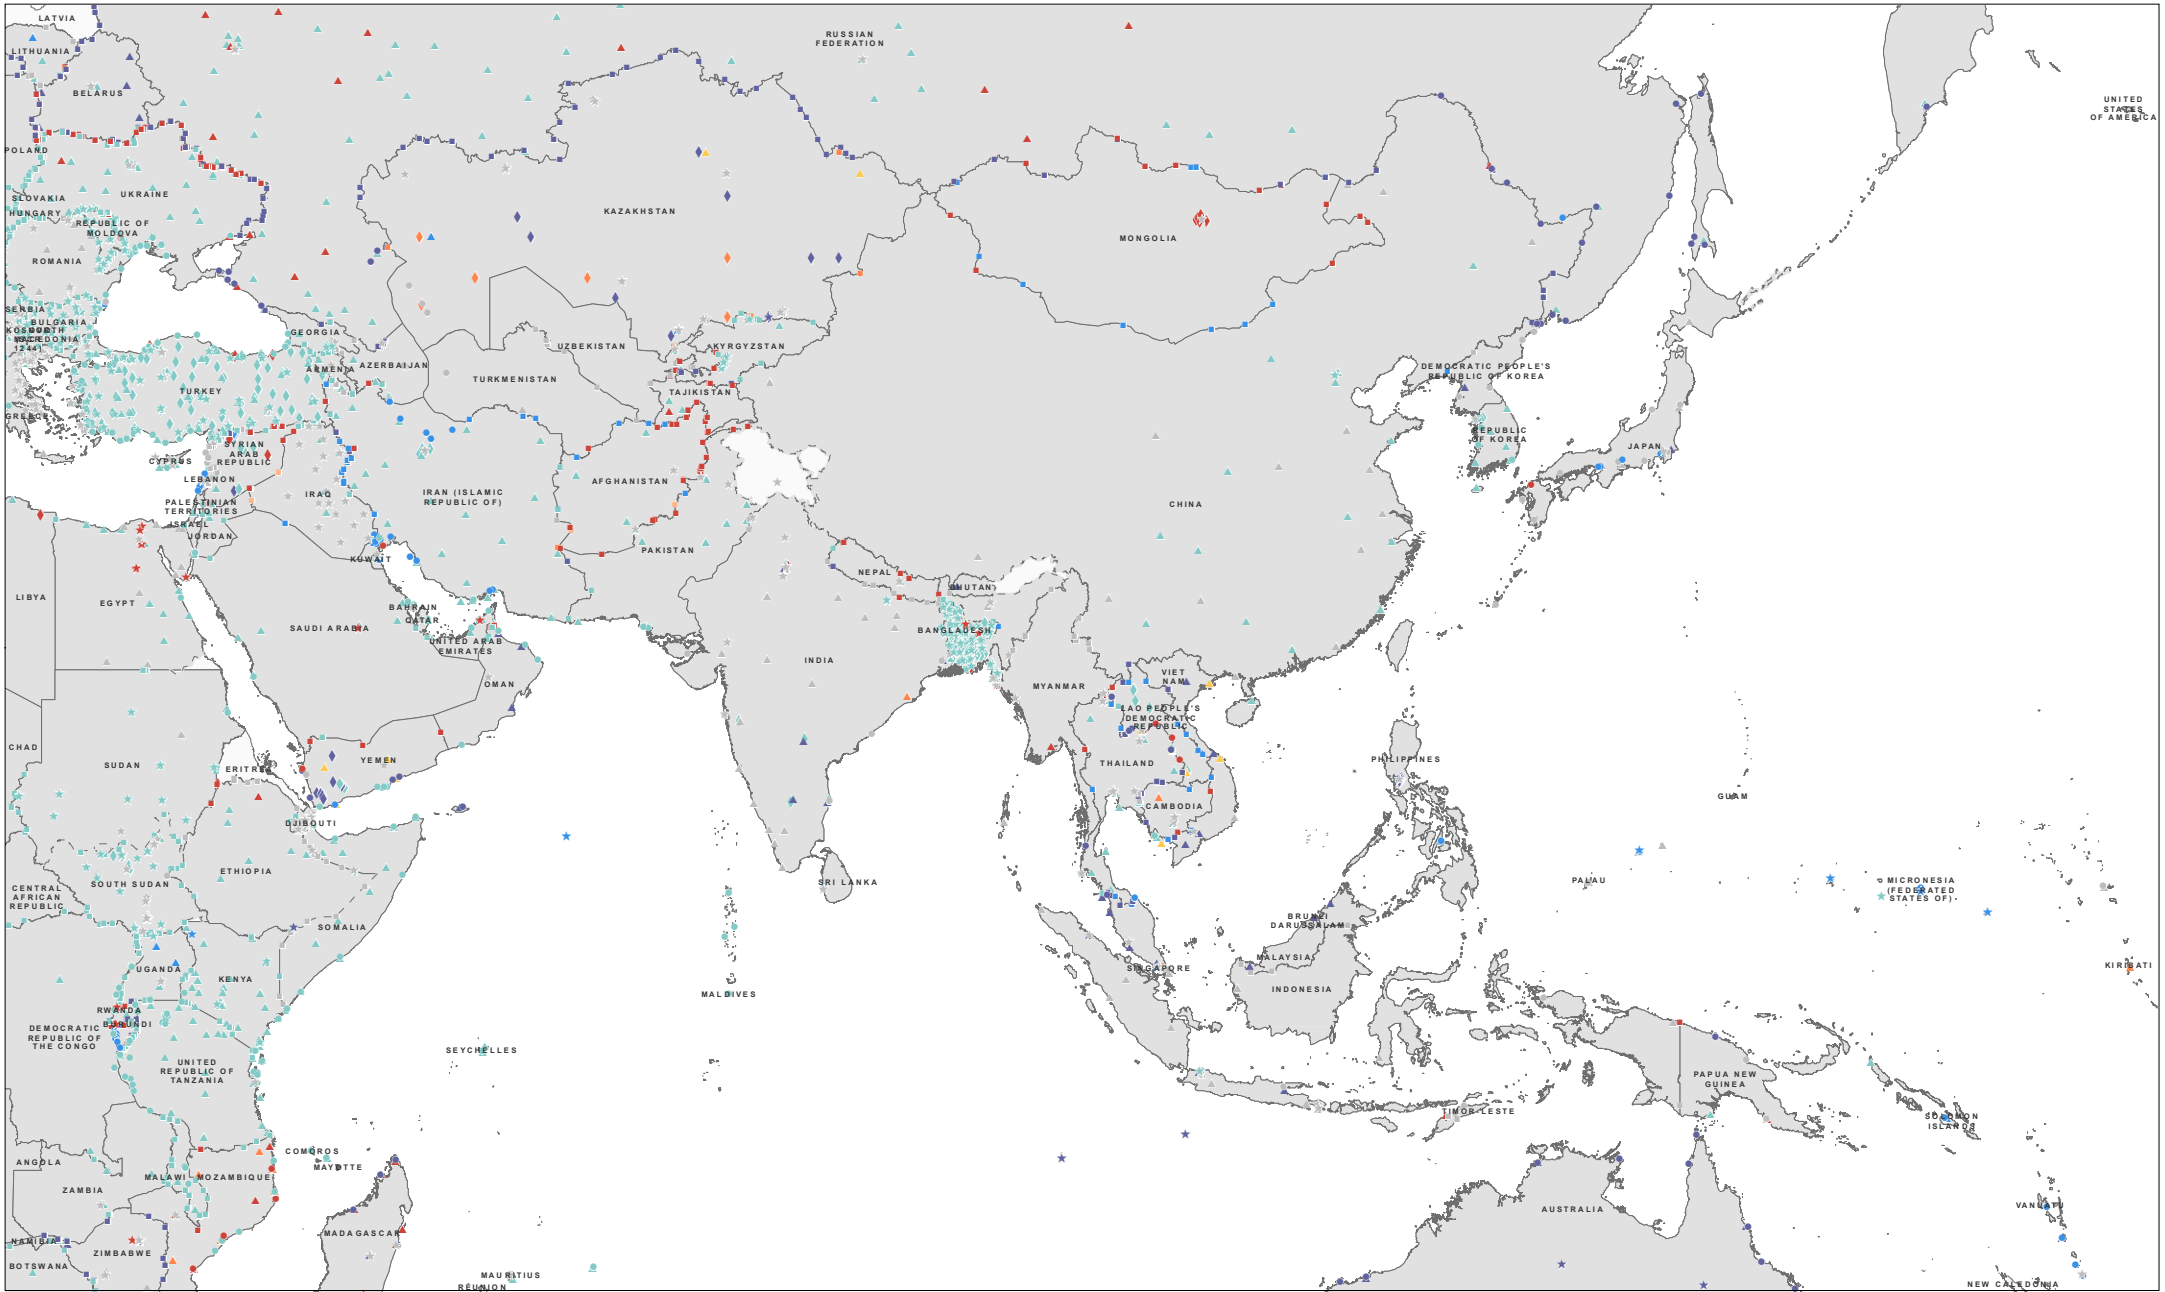 LATVIA
LITHUANIA
BELARUS
POLAND
RUSSIAN
FEDERATION
UNITED
STATES
OF AMERICA
SLOVAKIA
UKRAINE
HUNGARY
REPUBLIC OF
MOLDOVA
ROMANIA
KAZAKHSTAN
MONGOLIA
SERBIA
BULGARIA
GEORGIA
ARMENIA
AZERBAIJAN
UZBEKISTAN
KYRGYZSTAN
TURKMENISTAN
TAJIKISTAN
TURKEY
GREECE
DEMOCRATIC PEOPLE'S
REPUBLIC OF KOREA
REPUBLIC
OF KOREA
JAPAN
CYPRUS
SYRIAN
ARAB
REPUBLIC
LEBANON
PALESTINIAN
TERRITORIES
ISRAEL
JORDAN
IRAQ
IRAN (ISLAMIC
REPUBLIC OF)
AFGHANISTAN
PAKISTAN
CHINA
KUWAIT
LIBYA
EGYPT
SAUDI ARABIA
BAHRAIN
QATAR
UNITED ARAB
EMIRATES
OMAN
NEPAL
BHUTAN
BANGLADESH
INDIA
MYANMAR
VIET
NAM
LAO PEOPLE'S
DEMOCRATIC
REPUBLIC
THAILAND
CAMBODIA
PHILIPPINES
GUAM
CHAD
SUDAN
ERITREA
YEMEN
DJIBOUTI
ETHIOPIA
SOUTH SUDAN
CENTRAL
AFRICAN
REPUBLIC
SOMALIA
SRI LANKA
PALAU
MICRONESIA
(FEDERATED
STATES OF)
BRUNEI
DARUSSALAM
MALAYSIA
SINGAPORE
INDONESIA
KIRIBATI
UGANDA
KENYA
MALDIVES
RWANDA
BURUNDI
DEMOCRATIC
REPUBLIC OF
THE CONGO
UNITED
REPUBLIC OF
TANZANIA
SEYCHELLES
PAPUA NEW
GUINEA
TIMOR-LESTE
SOLOMON
ISLANDS
ANGOLA
ZAMBIA
MALAWI
MOZAMBIQUE
COMOROS
MAYOTTE
MADAGASCAR
NAMIBIA
ZIMBABWE
BOTSWANA
MAURITIUS
RÉUNION
AUSTRALIA
VANUATU
NEW CALEDONIA